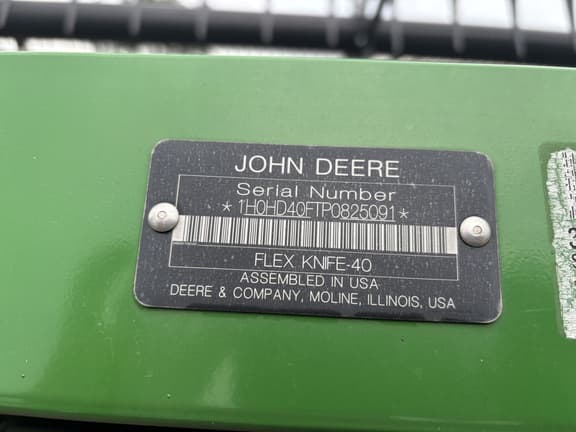 JOHN DEERE
Serial Number
*1H0HD40FTP0825091*
FLEX KNIFE-40
ASSEMBLED IN USA
DEERE & COMPANY, MOLINE, ILLINOIS, USA